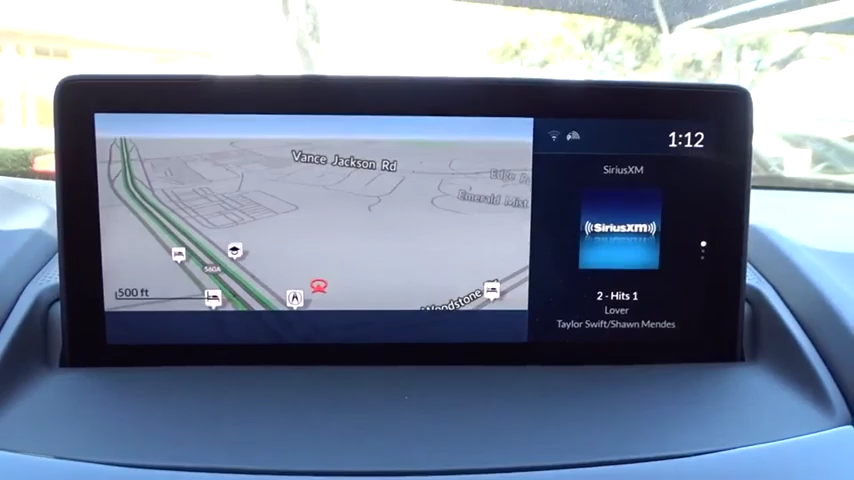 Vance Jackson Rd
Emerald Mist
560A
500 ft
Woodstone
1:12
SiriusXM
((SiriusXM))
2 - Hits 1
Lover
Taylor Swift/Shawn Mendes